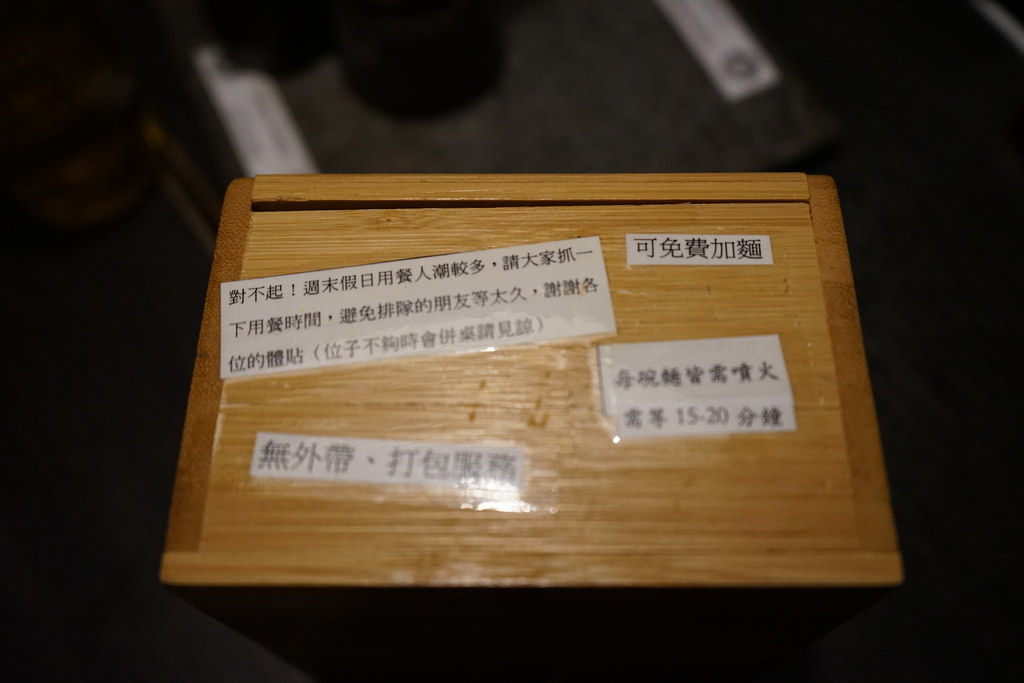 可免費加麵
對不起！週末假日用餐人潮較多，請大家抓一
下用餐時間，避免排隊的朋友等太久，謝謝各
位的體貼（位子不夠時會併桌請見諒）
每碗麵皆需噴火
需等 15-20 分鐘
無外帶、打包服務